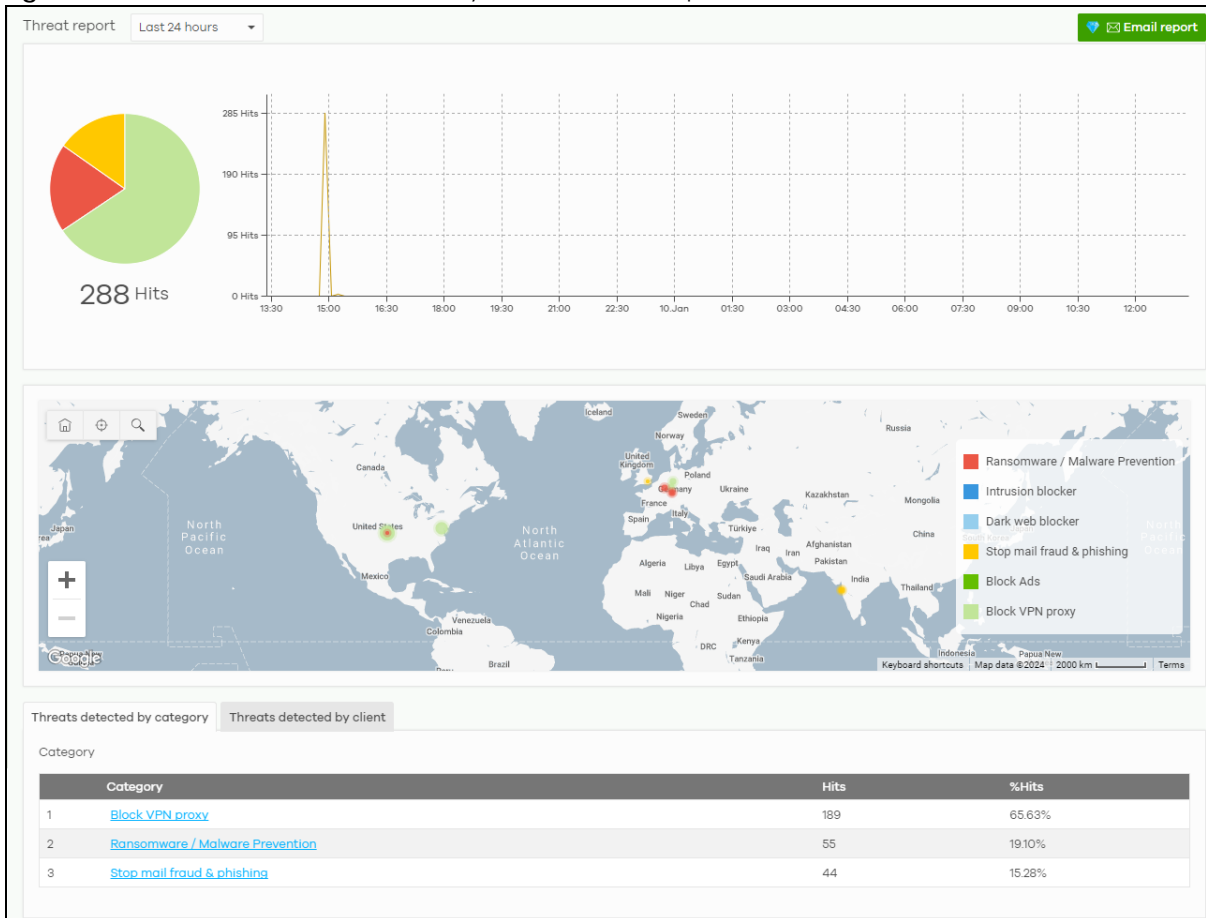 Threat report
Last 24 hours
Email report
285 Hits
190 Hits
95 Hits
0 Hits
288 Hits
13:30 15:00 16:30 18:00 19:30 21:00 22:30 10.Jan 01:30 03:00 04:30 06:00 07:30 09:00 10:30 12:00
Iceland
Sweden
Norway
Russia
United Kingdom
Canada
Poland
Ukraine
Kazakhstan
Mongolia
France
Italy
Spain
Türkiye
United States
Japan
North Pacific Ocean
North Atlantic Ocean
China
Afghanistan
Iraq
Iran
Pakistan
Algeria
Libya
Egypt
Saudi Arabia
India
Thailand
Mexico
Mali
Niger
Chad
Sudan
Nigeria
Ethiopia
Venezuela
Colombia
DRC
Kenya
Tanzania
Brazil
Indonesia
Papua New
Ransomware / Malware Prevention
Intrusion blocker
Dark web blocker
Stop mail fraud & phishing
Block Ads
Block VPN proxy
+
−
Google
Keyboard shortcuts
Map data ©2024
2000 km
Terms
Threats detected by category
Threats detected by client
Category
Category Hits %Hits
1 Block VPN proxy 189 65.63%
2 Ransomware / Malware Prevention 55 19.10%
3 Stop mail fraud & phishing 44 15.28%